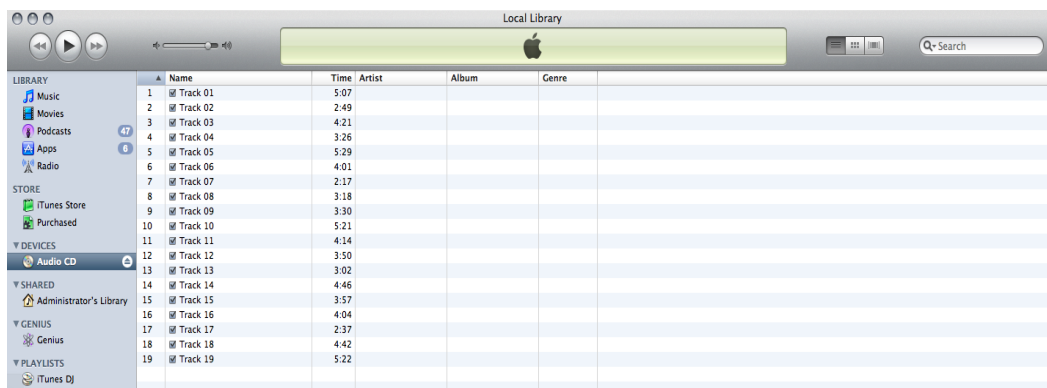 Local Library
Search
LIBRARY
Music
Movies
Podcasts 47
Apps 6
Radio
STORE
iTunes Store
Purchased
DEVICES
Audio CD
SHARED
Administrator's Library
GENIUS
Genius
PLAYLISTS
iTunes DJ
Name Time Artist Album Genre
1 Track 01 5:07
2 Track 02 2:49
3 Track 03 4:21
4 Track 04 3:26
5 Track 05 5:29
6 Track 06 4:01
7 Track 07 2:17
8 Track 08 3:18
9 Track 09 3:30
10 Track 10 5:21
11 Track 11 4:14
12 Track 12 3:50
13 Track 13 3:02
14 Track 14 4:46
15 Track 15 3:57
16 Track 16 4:04
17 Track 17 2:37
18 Track 18 4:42
19 Track 19 5:22